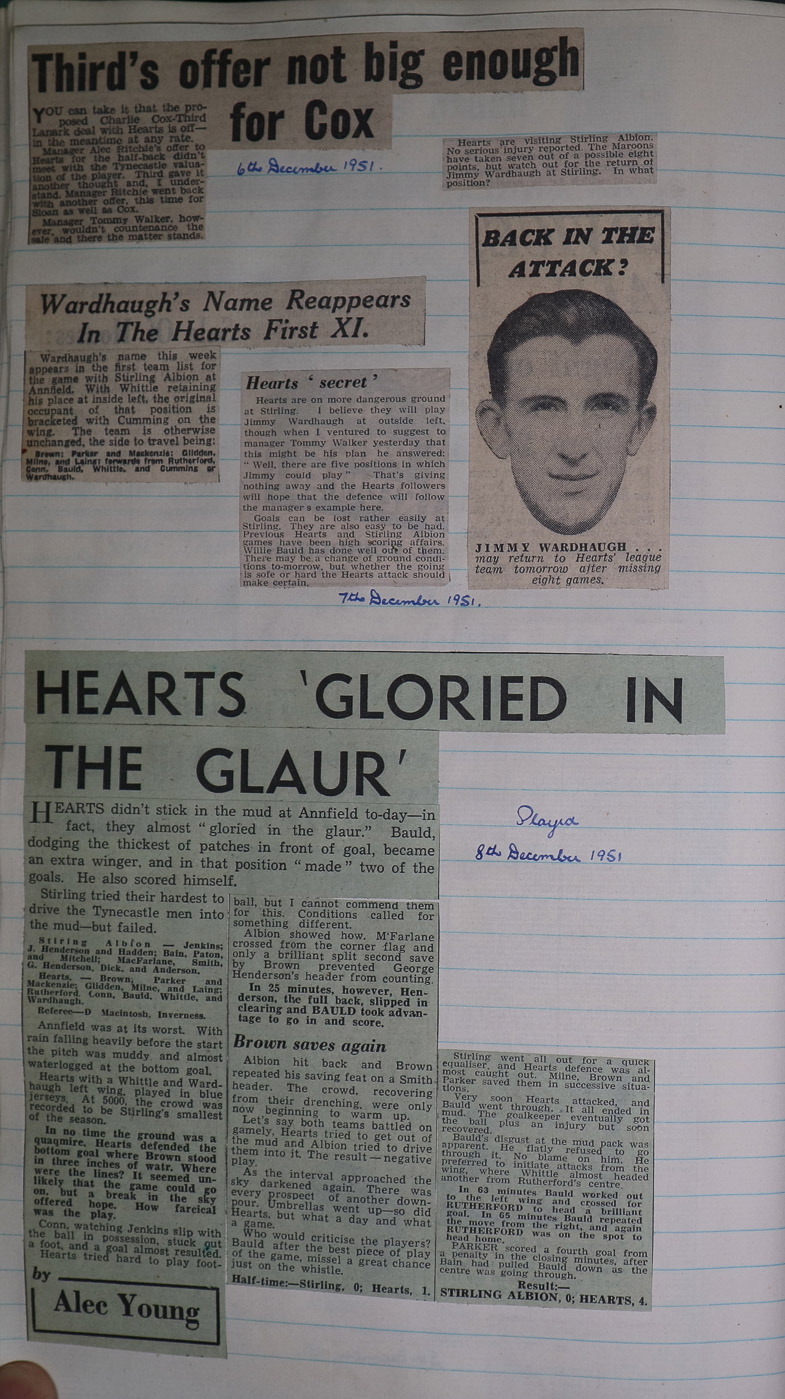 Third's offer not big enough
for Cox
YOU can take it that the pro-
posed Charlie Cox-Third
Lanark deal with Hearts is off—
in the meantime at any rate.
Manager Alec Ritchie's offer to
Hearts for the half-back didn't
meet with the Tynecastle valua-
tion of the player. Third gave it
another thought and, I under-
stand, Manager Ritchie went back
with another offer, this time for
Sloan as well as Cox.
Manager Tommy Walker, how-
ever, wouldn't countenance the
sale and there the matter stands.
6th December 1951.
Hearts are visiting Stirling Albion.
No serious injury reported. The Maroons
have taken seven out of a possible eight
points, but watch out for the return of
Jimmy Wardhaugh at Stirling. In what
position?
BACK IN THE
ATTACK?
JIMMY WARDHAUGH . . .
may return to Hearts' league
team tomorrow after missing
eight games.
Wardhaugh's Name Reappears
In The Hearts First XI.
Wardhaugh's name this week
appears in the first team list for
the game with Stirling Albion at
Annfield. With Whittle retaining
his place at inside left, the original
occupant of that position is
bracketed with Cumming on the
wing. The team is otherwise
unchanged, the side to travel being:
Brown; Parker and Mackenzie; Glidden,
Milne, and Laing; forwards from Rutherford,
Conn, Bauld, Whittle, and Cumming or
Wardhaugh.
Hearts ‘ secret ’
Hearts are on more dangerous ground
at Stirling. I believe they will play
Jimmy Wardhaugh at outside left,
though when I ventured to suggest to
manager Tommy Walker yesterday that
this might be his plan he answered:
“ Well, there are five positions in which
Jimmy could play ” That's giving
nothing away and the Hearts followers
will hope that the defence will follow
the manager's example here.
Goals can be lost rather easily at
Stirling. They are also easy to be had.
Previous Hearts and Stirling Albion
games have been high scoring affairs.
Willie Bauld has done well out of them.
There may be a change of ground condi-
tions to-morrow, but whether the going
is safe or hard the Hearts attack should
make certain.
7th December 1951.
HEARTS 'GLORIED IN
THE GLAUR'
HEARTS didn't stick in the mud at Annfield to-day—in
fact, they almost “ gloried in the glaur.” Bauld,
dodging the thickest of patches in front of goal, became
an extra winger, and in that position “ made ” two of the
goals. He also scored himself.
Played
8th December 1951
Stirling tried their hardest to
drive the Tynecastle men into
the mud—but failed.
Stirling Albion — Jenkins;
J. Henderson and Hadden; Bain, Paton,
and Mitchell; MacFarlane, Smith,
G. Henderson, Dick, and Anderson.
Hearts. — Brown; Parker and
Mackenzie; Glidden, Milne, and Laing;
Rutherford, Conn, Bauld, Whittle, and
Wardhaugh.
Referee—D Macintosh, Inverness.
Annfield was at its worst. With
rain falling heavily before the start
the pitch was muddy and almost
waterlogged at the bottom goal.
Hearts with a Whittle and Ward-
haugh left wing, played in blue
jerseys. At 5000, the crowd was
recorded to be Stirling's smallest
of the season.
In no time the ground was a
quagmire. Hearts defended the
bottom goal where Brown stood
in three inches of watr. Where
were the lines? It seemed un-
likely that the game could go
on, but a break in the sky
offered hope. How farcical
was the play.
Conn, watching Jenkins slip with
the ball in possession, stuck out
a foot, and a goal almost resulted.
Hearts tried hard to play foot-
by
Alec Young
ball, but I cannot commend them
for this. Conditions called for
something different.
Albion showed how. M'Farlane
crossed from the corner flag and
only a brilliant split second save
by Brown prevented George
Henderson's header from counting.
In 25 minutes, however, Hen-
derson, the full back, slipped in
clearing and BAULD took advan-
tage to go in and score.
Brown saves again
Albion hit back and Brown
repeated his saving feat on a Smith
header. The crowd, recovering
from their drenching, were only
now beginning to warm up.
Let's say both teams battled on
gamely, Hearts tried to get out of
the mud and Albion tried to drive
them into it. The result—negative
play.
As the interval approached the
sky darkened again. There was
every prospect of another down-
pour. Umbrellas went up—so did
Hearts, but what a day and what
a game.
Who would criticise the players?
Bauld after the best piece of play
of the game, missel a great chance
just on the whistle.
Half-time:—Stirling, 0; Hearts, 1.
Stirling went all out for a quick
equaliser, and Hearts defence was al-
most caught out. Milne, Brown and
Parker saved them in successive situa-
tions.
Very soon Hearts attacked, and
Bauld went through. It all ended in
mud. The goalkeeper eventually got
the ball plus an injury but soon
recovered.
Bauld's disgust at the mud pack was
apparent. He flatly refused to go
through it. No blame on him. He
preferred to initiate attacks from the
wing, where Whittle almost headed
another from Rutherford's centre.
In 63 minutes Bauld worked out
to the left wing and crossed for
RUTHERFORD to head a brilliant
goal. In 65 minutes Bauld repeated
the move from the right, and again
RUTHERFORD was on the spot to
head home.
PARKER scored a fourth goal from
a penalty in the closing minutes, after
Bain had pulled Bauld down as the
centre was going through.
Result:—
STIRLING ALBION, 0; HEARTS, 4.